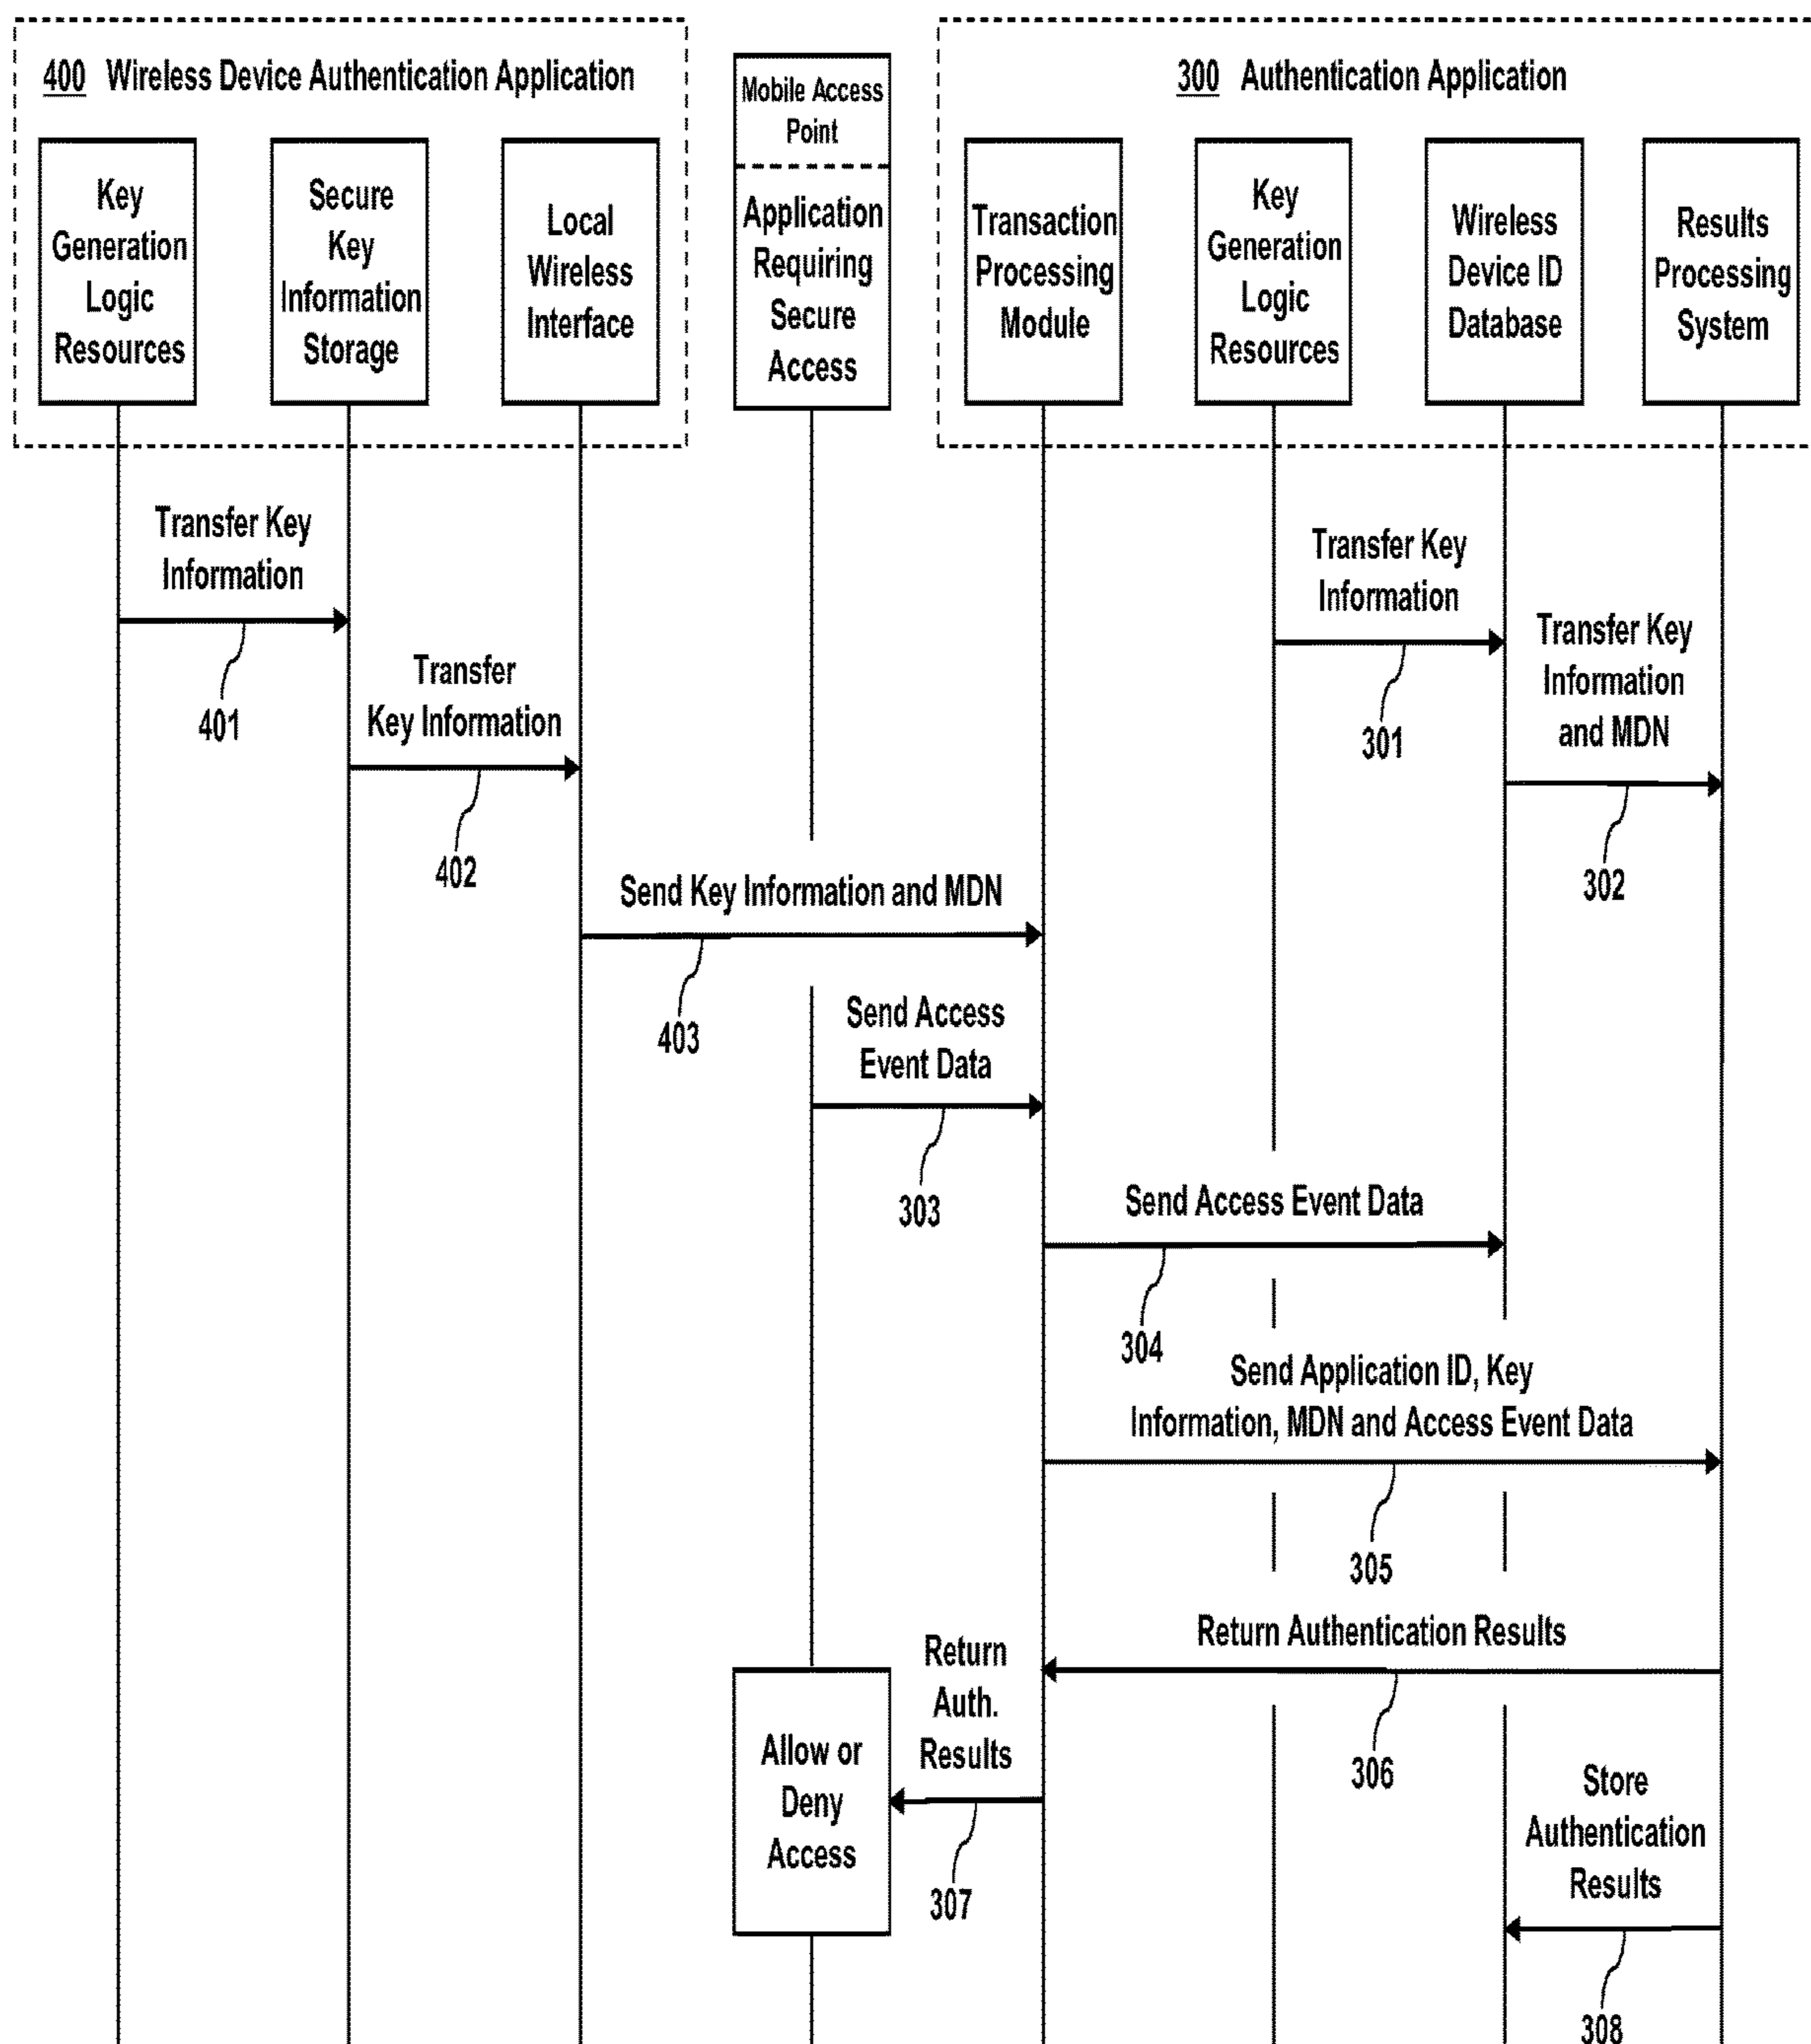 400 Wireless Device Authentication Application
Mobile Access
Point
300 Authentication Application
Key
Generation
Logic
Resources
Secure
Key
Information
Storage
Local
Wireless
Interface
Application
Requiring
Secure
Access
Transaction
Processing
Module
Key
Generation
Logic
Resources
Wireless
Device ID
Database
Results
Processing
System
Transfer Key
Information
401
Transfer Key
Information
301
Transfer
Key Information
402
Transfer Key
Information
and MDN
302
Send Key Information and MDN
403
Send Access
Event Data
303
Send Access Event Data
304
Send Application ID, Key
Information, MDN and Access Event Data
305
Return Authentication Results
306
Return
Auth.
Results
307
Allow or
Deny
Access
Store
Authentication
Results
308